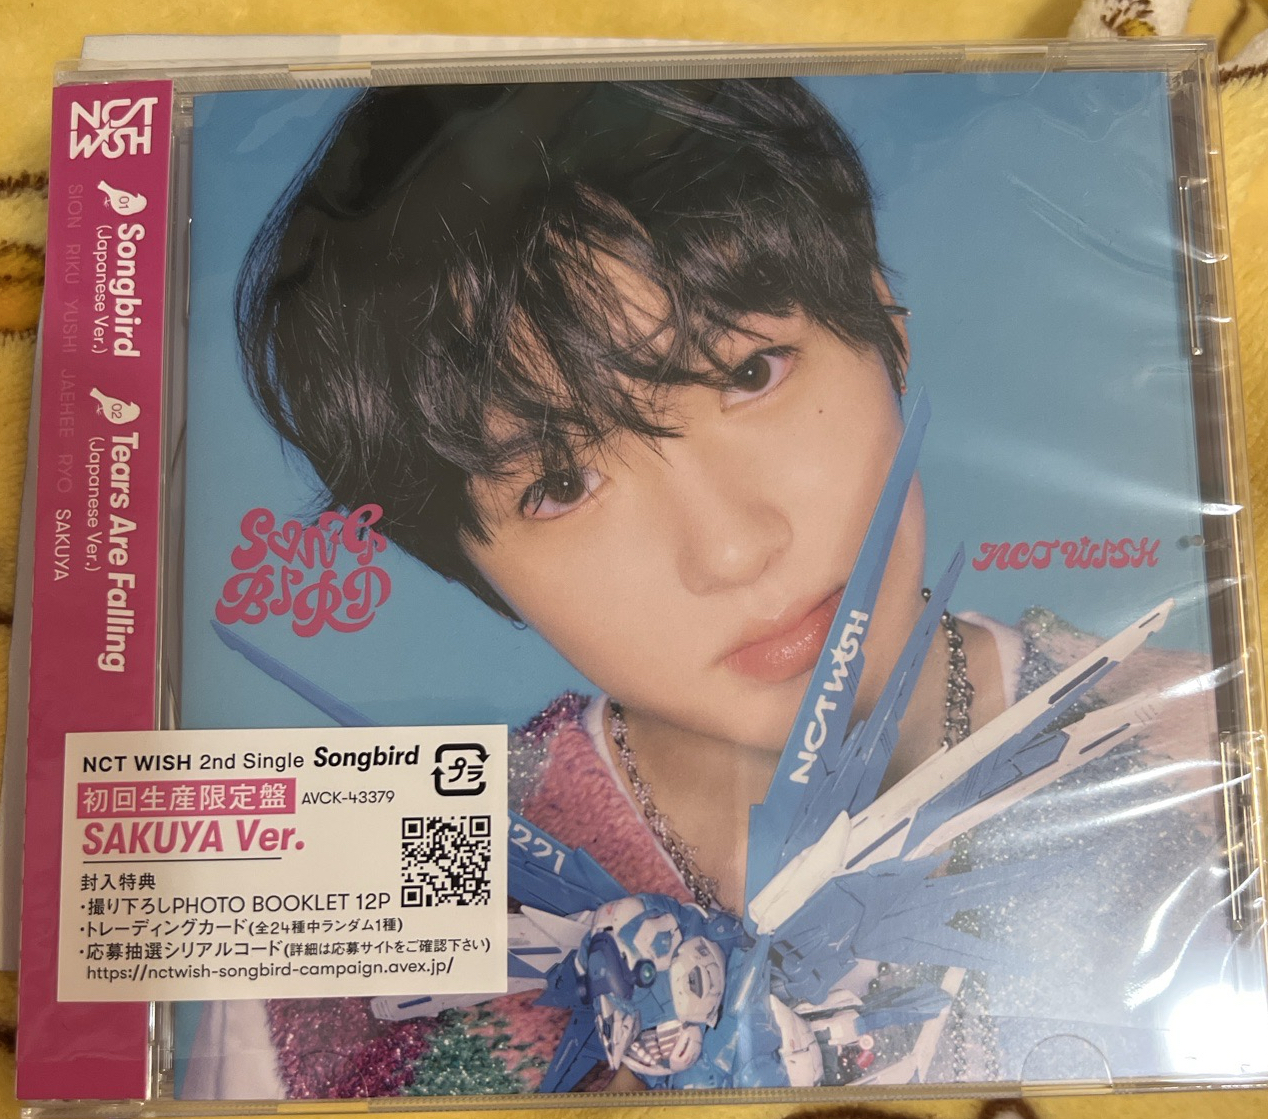 NCT
WISH
01 Songbird
(Japanese Ver.)
02 Tears Are Falling
(Japanese Ver.)
SION RIKU YUSHI JAEHEE RYO SAKUYA
SONG
BIRD
NCT WISH
NCT WISH
221
NCT WISH 2nd Single Songbird
プラ
初回生産限定盤 AVCK-43379
SAKUYA Ver.
封入特典
・撮り下ろしPHOTO BOOKLET 12P
・トレーディングカード(全24種中ランダム1種)
・応募抽選シリアルコード(詳細は応募サイトをご確認下さい)
https://nctwish-songbird-campaign.avex.jp/